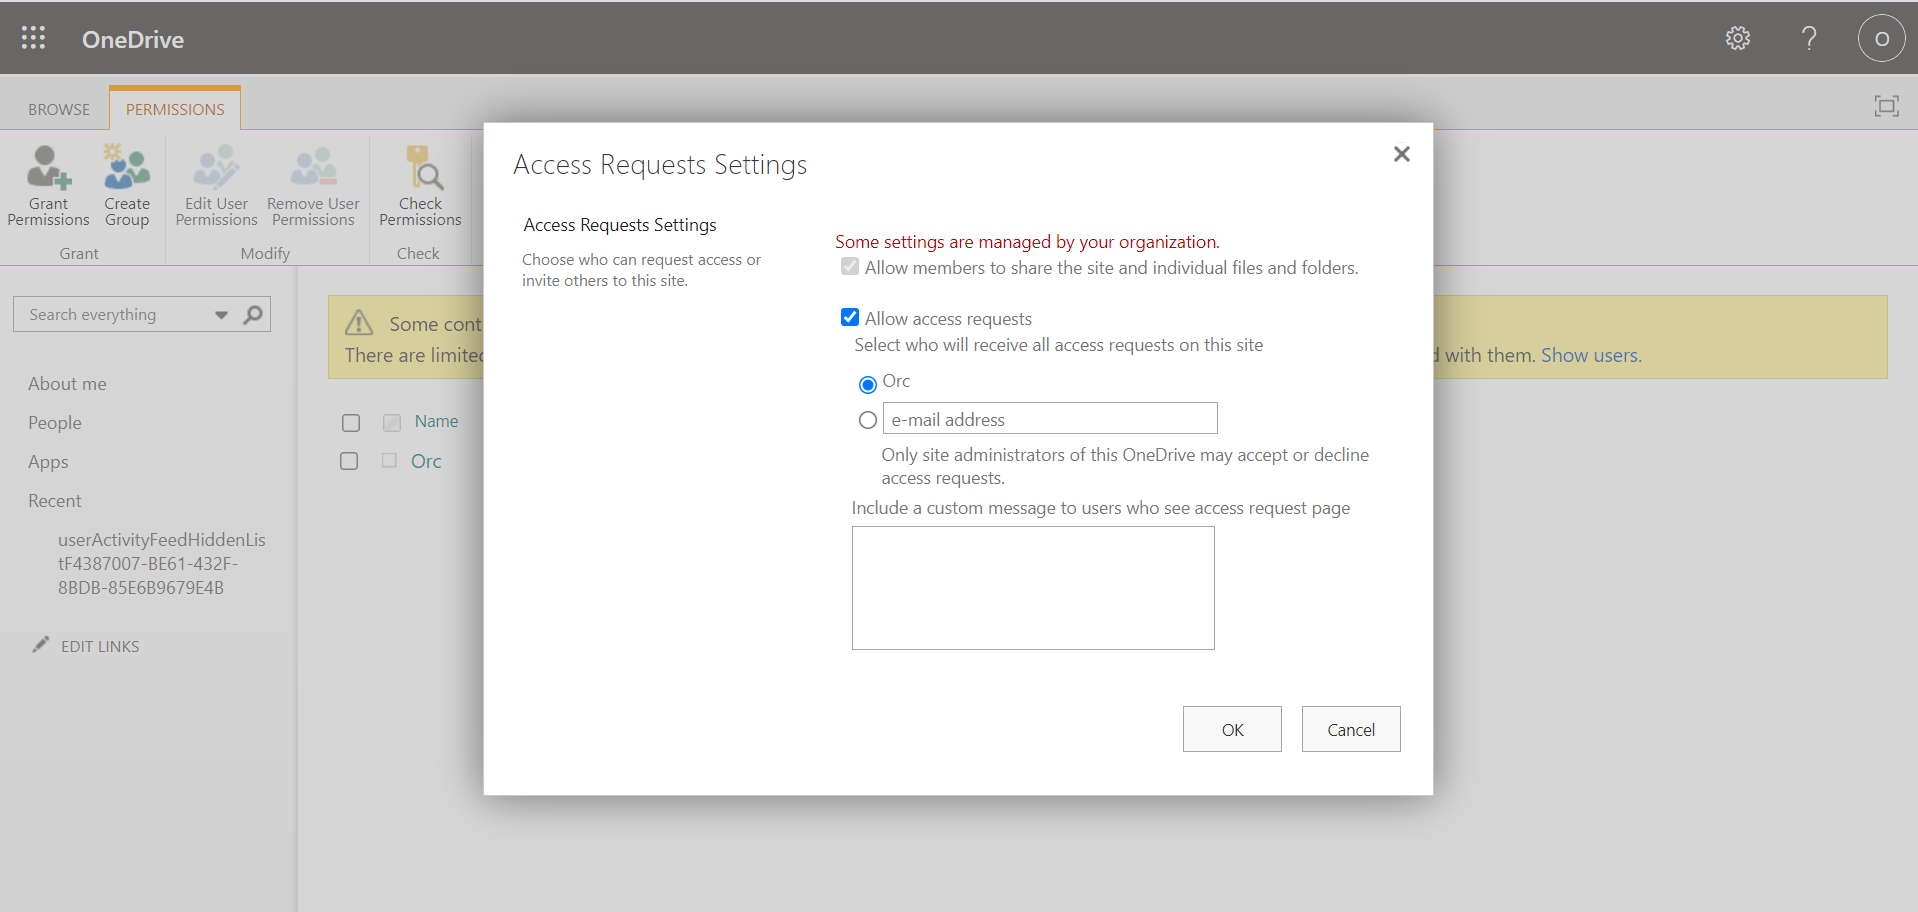 OneDrive
?
O
BROWSE
PERMISSIONS
Grant
Permissions
Create
Group
Edit User
Permissions
Remove User
Permissions
Check
Permissions
Grant
Modify
Check
Search everything
About me
People
Apps
Recent
userActivityFeedHiddenLis
tF4387007-BE61-432F-
8BDB-85E6B9679E4B
EDIT LINKS
Some cont
There are limite
with them. Show users.
Name
Orc
Access Requests Settings
Access Requests Settings
Choose who can request access or
invite others to this site.
Some settings are managed by your organization.
Allow members to share the site and individual files and folders.
Allow access requests
Select who will receive all access requests on this site
Orc
e-mail address
Only site administrators of this OneDrive may accept or decline
access requests.
Include a custom message to users who see access request page
OK
Cancel